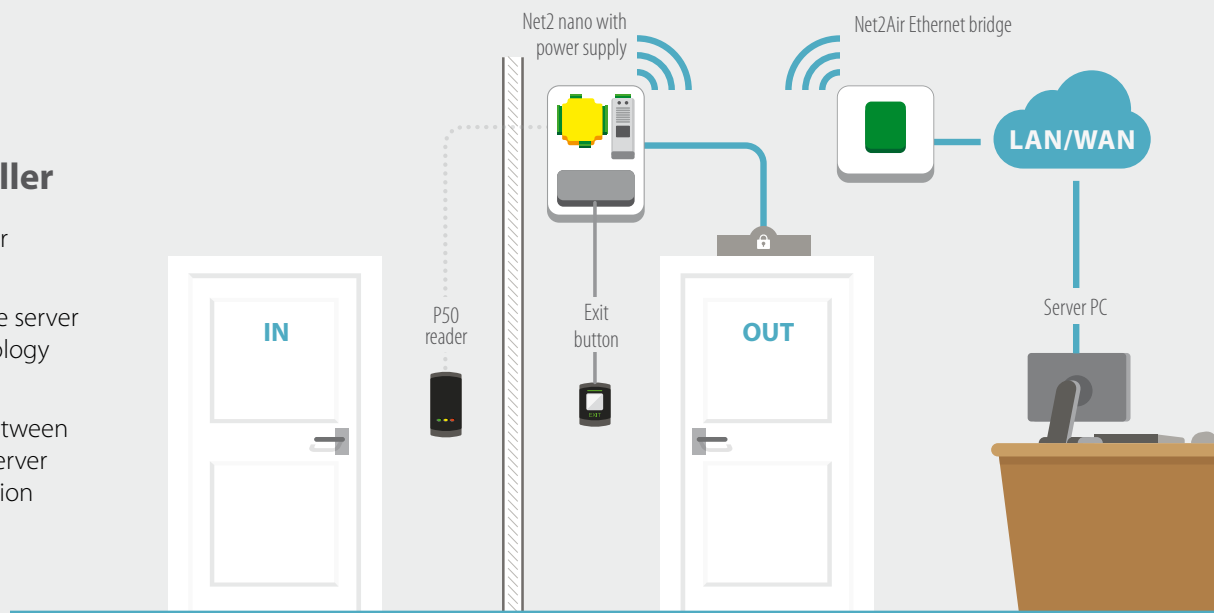 ller
r
e server
ology
tween
erver
ion
Net2 nano with
power supply
Net2Air Ethernet bridge
LAN/WAN
P50
reader
Exit
button
Server PC
IN
OUT
EXIT